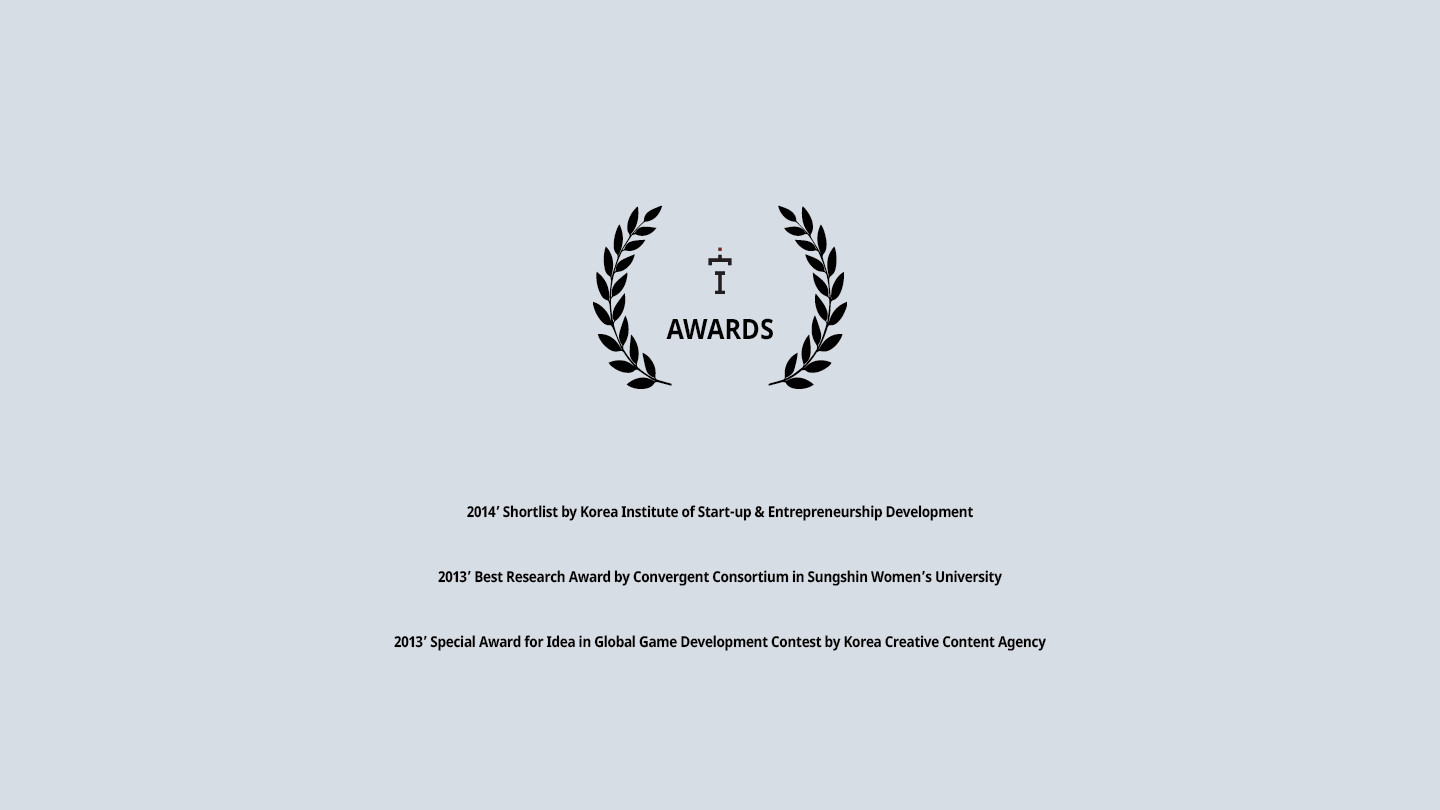 AWARDS
2014’ Shortlist by Korea Institute of Start-up & Entrepreneurship Development
2013’ Best Research Award by Convergent Consortium in Sungshin Women’s University
2013’ Special Award for Idea in Global Game Development Contest by Korea Creative Content Agency